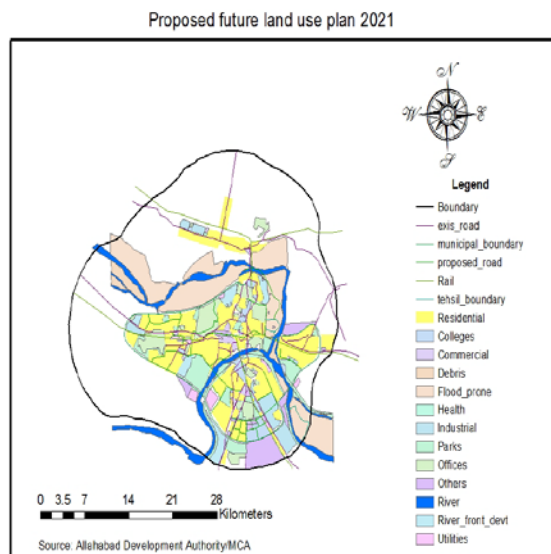 Proposed future land use plan 2021
N
W E
S
Legend
Boundary
exis_road
municipal_boundary
proposed_road
Rail
tehsil_boundary
Residential
Colleges
Commercial
Debris
Flood_prone
Health
Industrial
Parks
Offices
Others
River
River_front_devt
Utilities
0 3.5 7 14 21 28
Kilometers
Source: Allahabad Development Authority/MCA